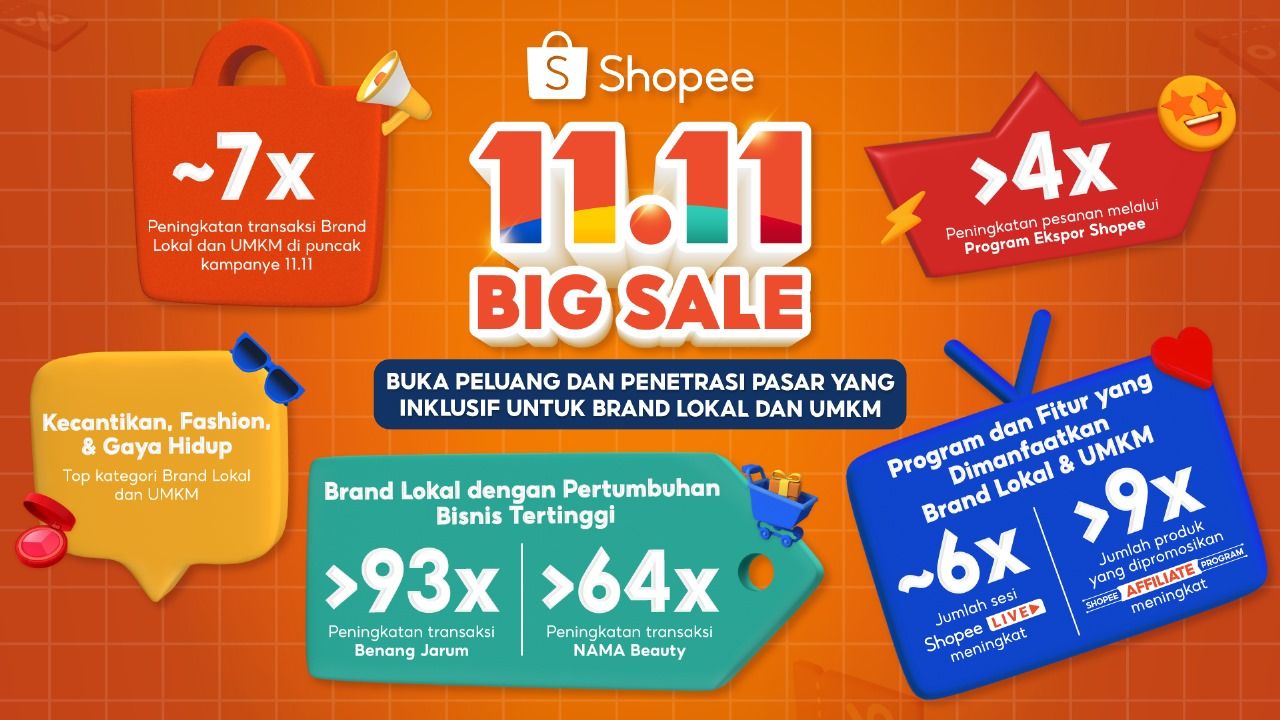 S Shopee
11.11
BIG SALE
BUKA PELUANG DAN PENETRASI PASAR YANG
INKLUSIF UNTUK BRAND LOKAL DAN UMKM
~7x
Peningkatan transaksi Brand
Lokal dan UMKM di puncak
kampanye 11.11
>4x
Peningkatan pesanan melalui
Program Ekspor Shopee
Kecantikan, Fashion,
& Gaya Hidup
Top kategori Brand Lokal
dan UMKM
Brand Lokal dengan Pertumbuhan
Bisnis Tertinggi
>93x
Peningkatan transaksi
Benang Jarum
>64x
Peningkatan transaksi
NAMA Beauty
Program dan Fitur yang
Dimanfaatkan
Brand Lokal & UMKM
~6x
Jumlah sesi
Shopee LIVE
meningkat
>9x
Jumlah produk
yang dipromosikan
SHOPEE AFFILIATE PROGRAM
meningkat